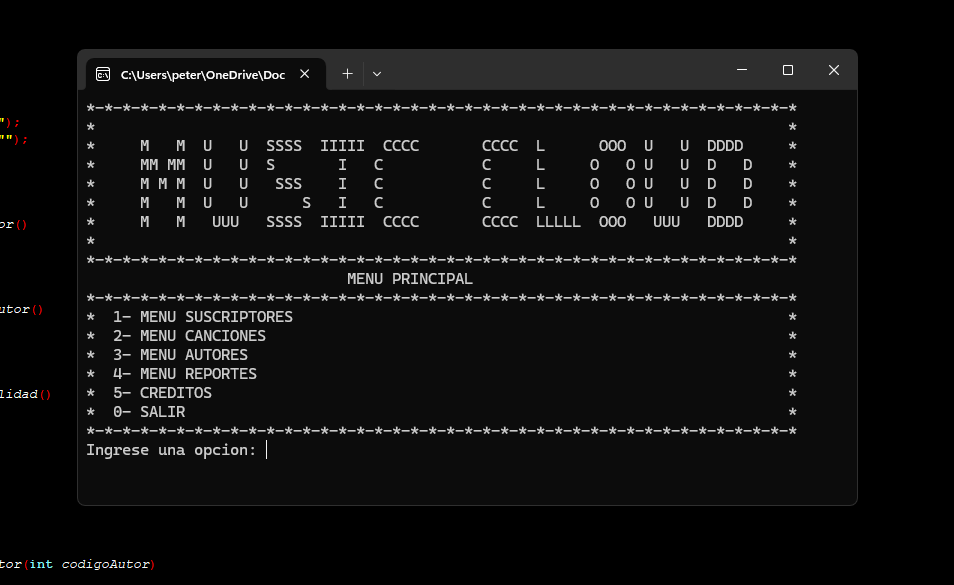 C:\Users\peter\OneDrive\Doc
");
"");
or()
utor()
lidad()
*-*-*-*-*-*-*-*-*-*-*-*-*-*-*-*-*-*-*-*-*-*-*-*-*-*-*-*-*-*-*-*-*-*-*-*-*-*-*-*
*                                                                             *
*     M   M  U   U  SSSS  IIIII  CCCC       CCCC  L      OOO  U   U  DDDD     *
*     MM MM  U   U  S       I   C           C     L     O   O U   U  D   D    *
*     M M M  U   U   SSS    I   C           C     L     O   O U   U  D   D    *
*     M   M  U   U      S   I   C           C     L     O   O U   U  D   D    *
*     M   M   UUU   SSSS  IIIII  CCCC       CCCC  LLLLL  OOO   UUU   DDDD     *
*                                                                             *
*-*-*-*-*-*-*-*-*-*-*-*-*-*-*-*-*-*-*-*-*-*-*-*-*-*-*-*-*-*-*-*-*-*-*-*-*-*-*-*
MENU PRINCIPAL
*-*-*-*-*-*-*-*-*-*-*-*-*-*-*-*-*-*-*-*-*-*-*-*-*-*-*-*-*-*-*-*-*-*-*-*-*-*-*-*
*  1- MENU SUSCRIPTORES                                                       *
*  2- MENU CANCIONES                                                          *
*  3- MENU AUTORES                                                            *
*  4- MENU REPORTES                                                           *
*  5- CREDITOS                                                                *
*  0- SALIR                                                                   *
*-*-*-*-*-*-*-*-*-*-*-*-*-*-*-*-*-*-*-*-*-*-*-*-*-*-*-*-*-*-*-*-*-*-*-*-*-*-*-*
Ingrese una opcion:
tor(int codigoAutor)